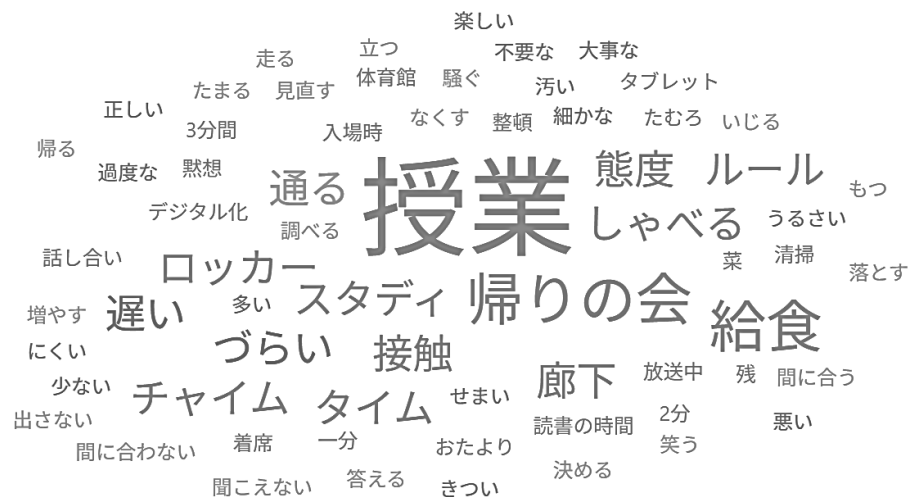 楽しい
走る
立つ
不要な
大事な
たまる
見直す
体育館
騒ぐ
汚い
タブレット
正しい
3分間
入場時
なくす
整頓
細かな
たむろ
いじる
帰る
過度な
黙想
通る
授業
態度
ルール
もつ
デジタル化
調べる
しゃべる
うるさい
話し合い
ロッカー
菜
清掃
落とす
増やす
遅い
多い
スタディ
帰りの会
給食
にくい
づらい
接触
少ない
チャイム
タイム
せまい
廊下
放送中
残
間に合う
出さない
読書の時間
2分
悪い
間に合わない
着席
一分
おたより
笑う
聞こえない
答える
きつい
決める